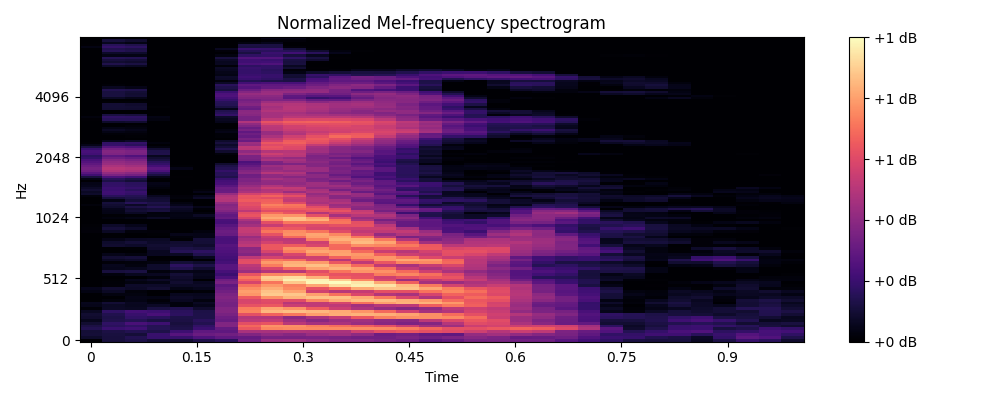 Normalized Mel-frequency spectrogram
Hz
4096
2048
1024
512
0
0 0.15 0.3 0.45 0.6 0.75 0.9
Time
+1 dB
+1 dB
+1 dB
+0 dB
+0 dB
+0 dB